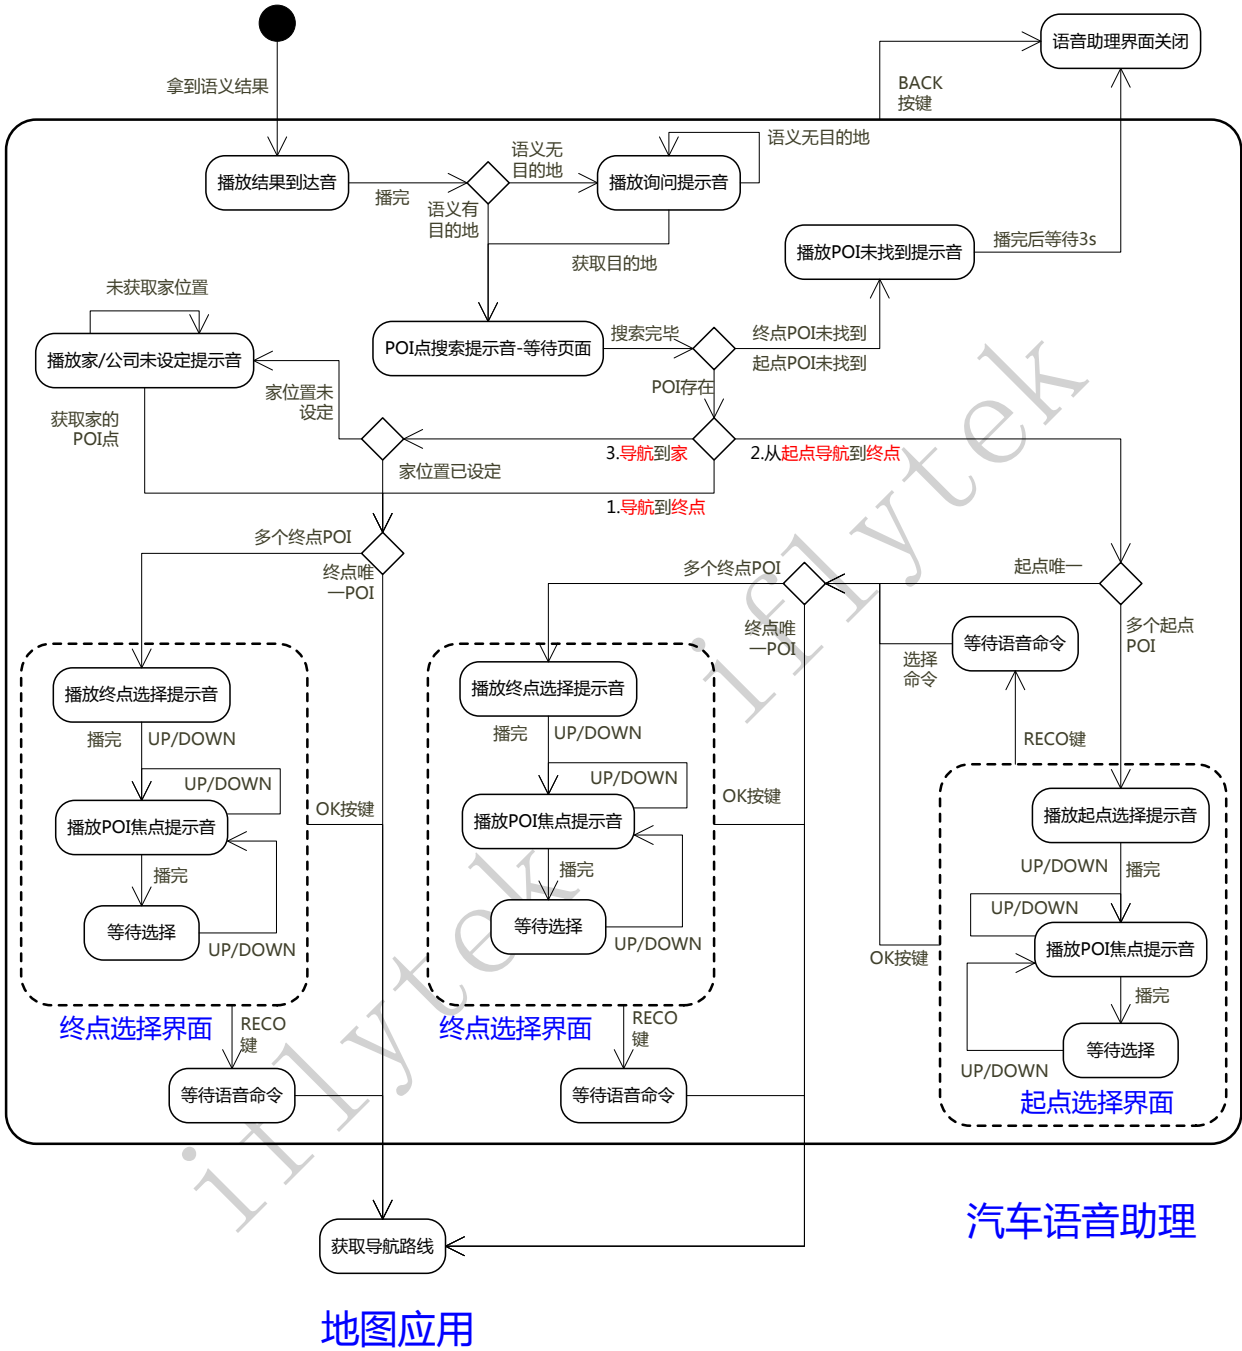 语音助理界面关闭
拿到语义结果
BACK
按键
语义无目的地
语义无
目的地
播放结果到达音
播放询问提示音
播完
语义有
目的地
播放POI未找到提示音
播完后等待3s
获取目的地
未获取家位置
播放家/公司未设定提示音
POI点搜索提示音-等待页面
搜索完毕
终点POI未找到
起点POI未找到
POI存在
家位置未
设定
获取家的
POI点
3.导航到家
2.从起点导航到终点
家位置已设定
1.导航到终点
多个终点POI
终点唯
一POI
多个终点POI
起点唯一
终点唯
一POI
等待语音命令
多个起点
POI
选择
命令
播放终点选择提示音
播放终点选择提示音
播完
UP/DOWN
播完
UP/DOWN
RECO键
UP/DOWN
UP/DOWN
OK按键
OK按键
播放起点选择提示音
播放POI焦点提示音
播放POI焦点提示音
UP/DOWN
播完
播完
播完
UP/DOWN
等待选择
等待选择
UP/DOWN
UP/DOWN
播放POI焦点提示音
OK按键
播完
终点选择界面
RECO
键
终点选择界面
RECO
键
等待选择
UP/DOWN
等待语音命令
等待语音命令
起点选择界面
获取导航路线
汽车语音助理
地图应用
iflytek
iflytek